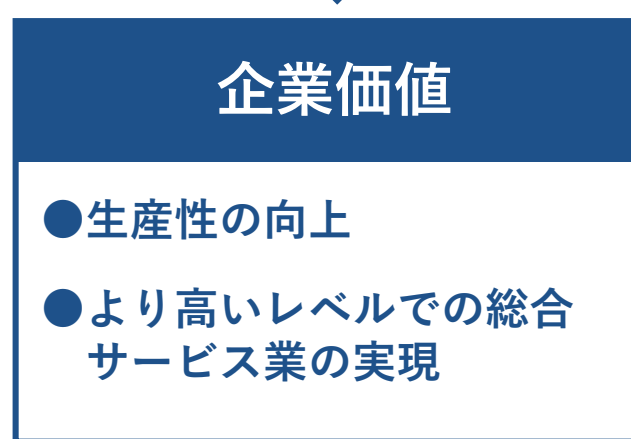 企業価値
●生産性の向上
●より高いレベルでの総合
サービス業の実現